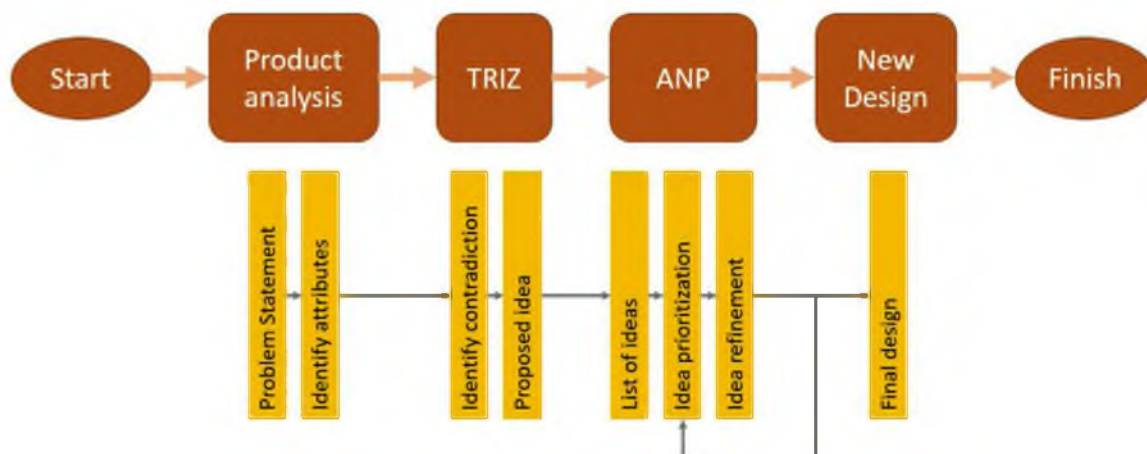 Start
Product
analysis
TRIZ
ANP
New
Design
Finish
Problem Statement
Identify attributes
Identify contradiction
Proposed idea
List of ideas
Idea prioritization
Idea refinement
Final design